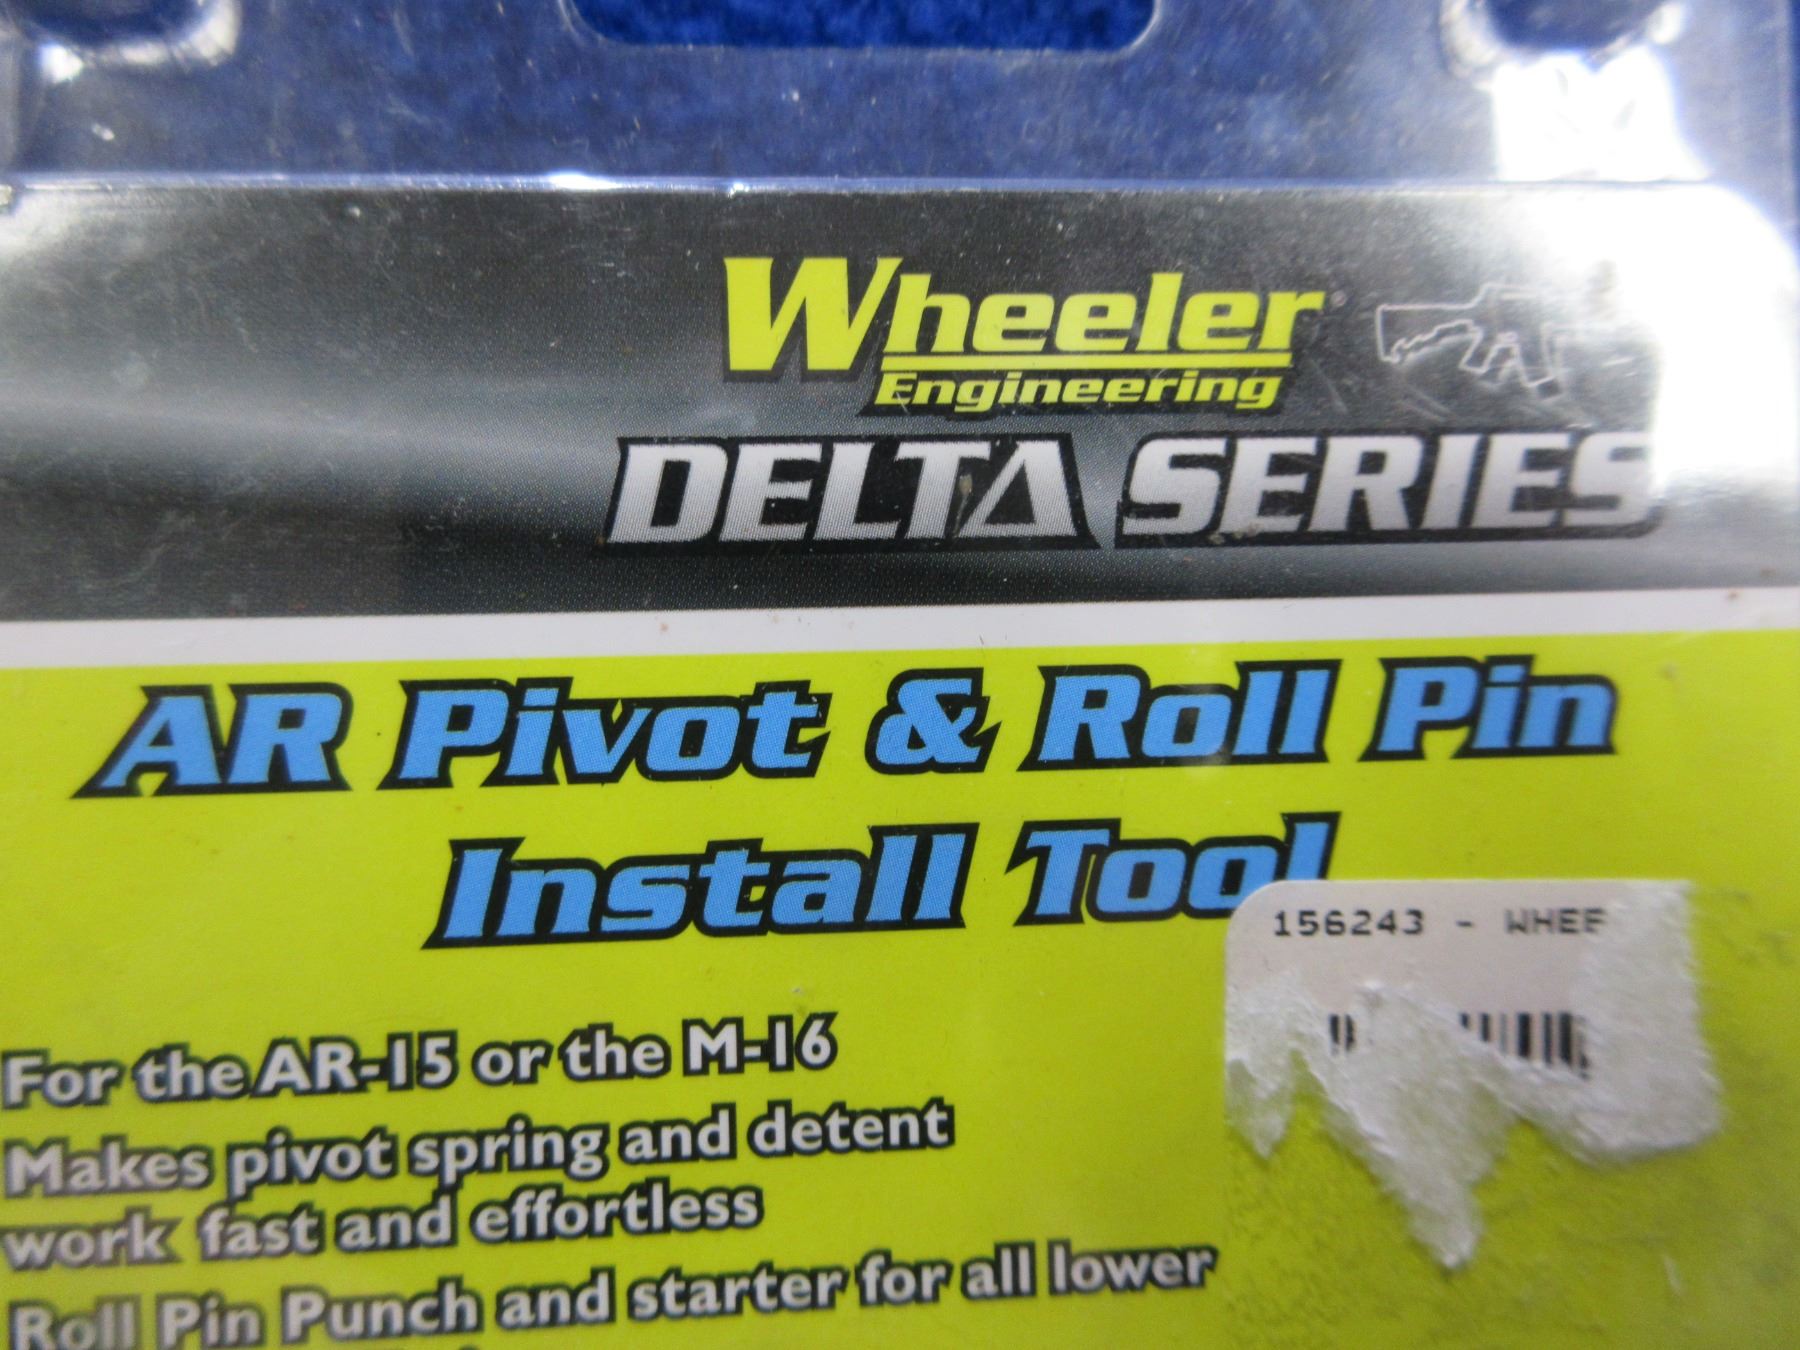 Wheeler
Engineering
DELTA SERIES
AR Pivot & Roll Pin
Install Tool
156243 - WHEE
For the AR-15 or the M-16
Makes pivot spring and detent
work fast and effortless
Roll Pin Punch and starter for all lower